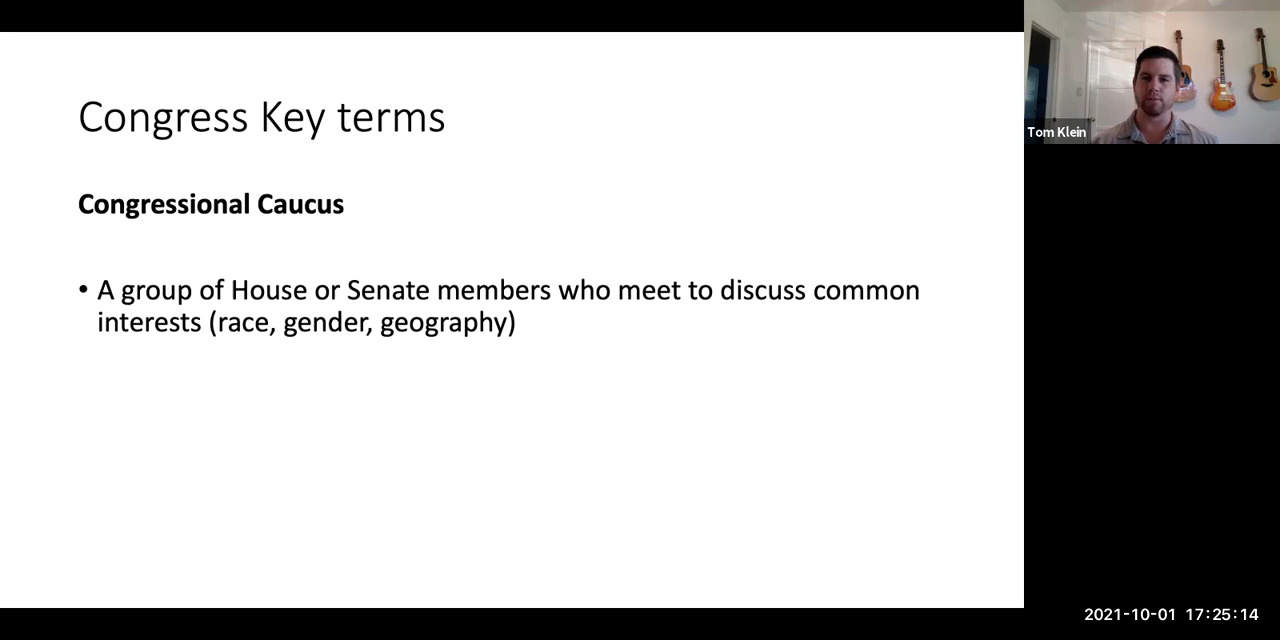 Congress Key terms
Tom Klein
Congressional Caucus
• A group of House or Senate members who meet to discuss common
interests (race, gender, geography)
2021-10-01 17:25:14